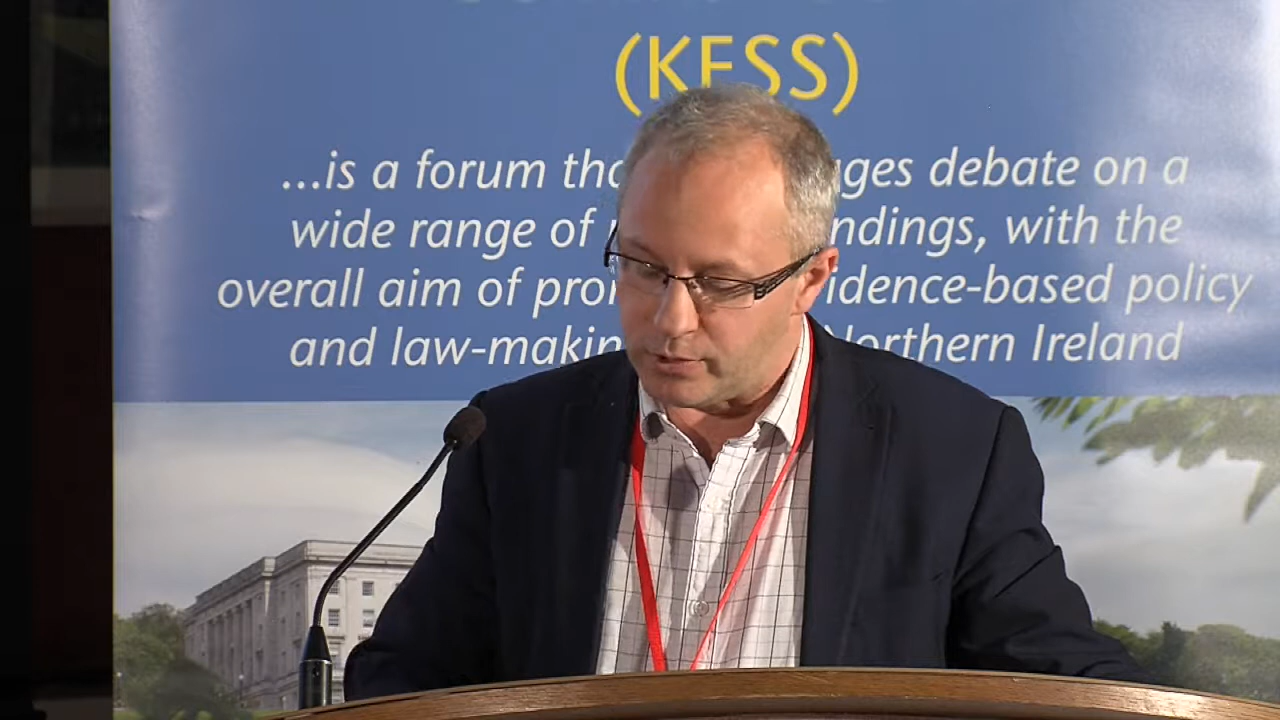 (KESS)
...is a forum tha ages debate on a
wide range of ndings, with the
overall aim of pro idence-based policy
and law-makin Northern Ireland